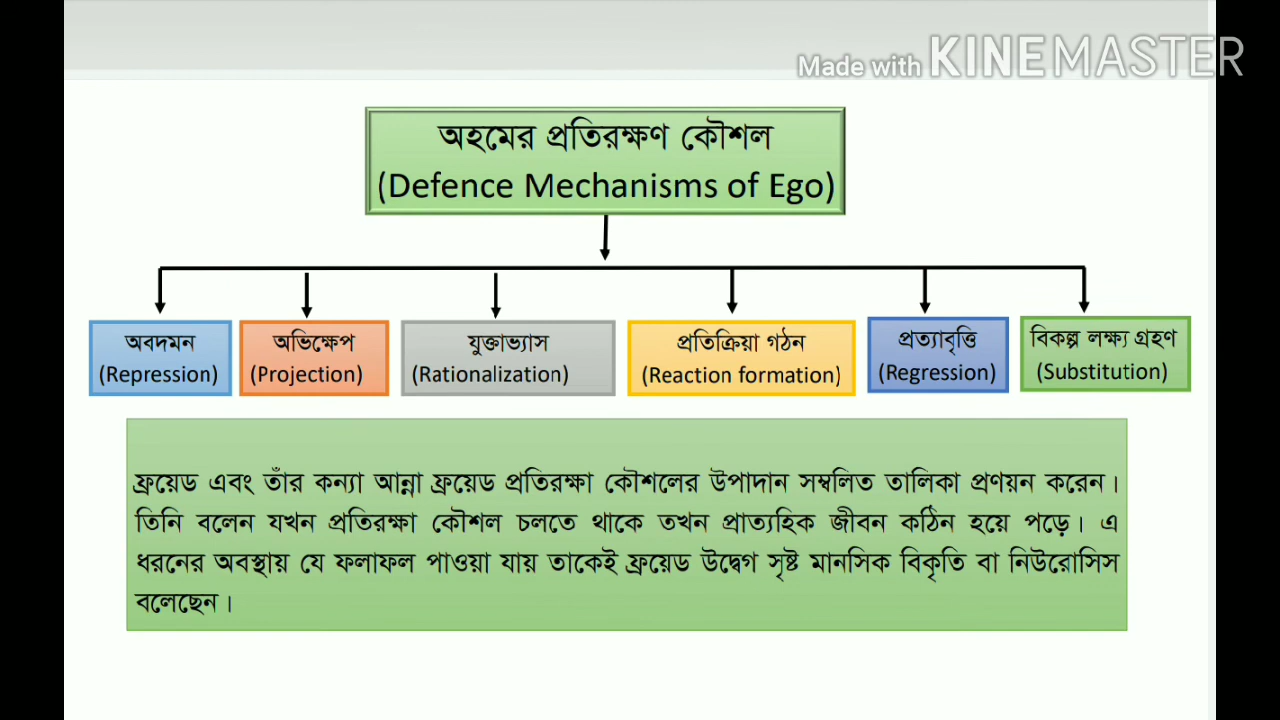 Made with KINEMASTER
অহমের প্রতিরক্ষণ কৌশল
(Defence Mechanisms of Ego)
অবদমন
(Repression)
অভিক্ষেপ
(Projection)
যুক্তাভ্যাস
(Rationalization)
প্রতিক্রিয়া গঠন
(Reaction formation)
প্রত্যাবৃত্তি
(Regression)
বিকল্প লক্ষ্য গ্রহণ
(Substitution)
ফ্রয়েড এবং তাঁর কন্যা আন্না ফ্রয়েড প্রতিরক্ষা কৌশলের উপাদান সম্বলিত তালিকা প্রণয়ন করেন।
তিনি বলেন যখন প্রতিরক্ষা কৌশল চলতে থাকে তখন প্রাত্যহিক জীবন কঠিন হয়ে পড়ে। এ
ধরনের অবস্থায় যে ফলাফল পাওয়া যায় তাকেই ফ্রয়েড উদ্বেগ সৃষ্ট মানসিক বিকৃতি বা নিউরোসিস
বলেছেন।